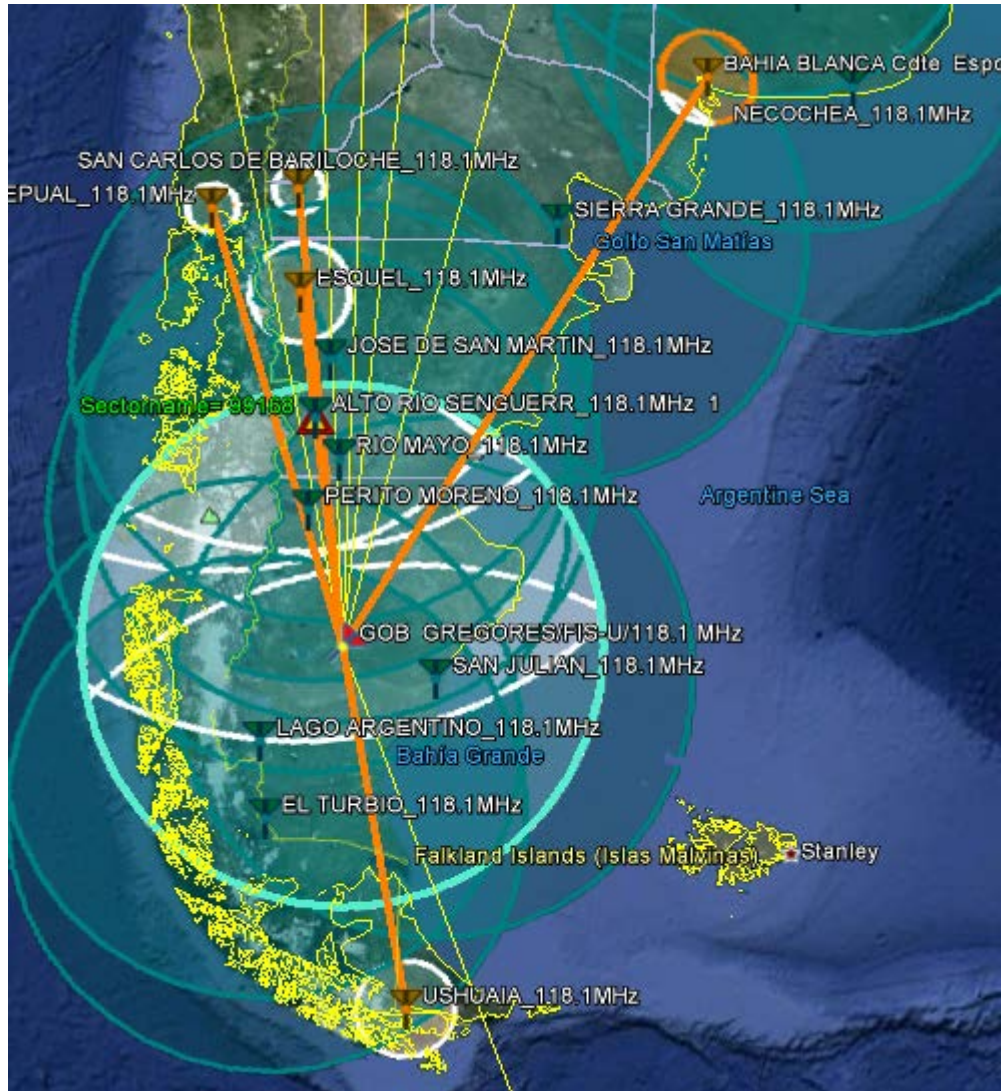 BAHIA BLANCA Cdte Espo
NECOCHEA_118.1MHz
SAN CARLOS DE BARILOCHE_118.1MHz
EPUAL_118.1MHz
SIERRA GRANDE_118.1MHz
Golfo San Matías
ESQUEL_118.1MHz
JOSE DE SAN MARTIN_118.1MHz
Sectorname= 99168
ALTO RIO SENGUERR_118.1MHz 1
RIO MAYO_118.1MHz
PERITO MORENO_118.1MHz
Argentine Sea
GOB GREGORES/FIS-U/118.1 MHz
SAN JULIAN_118.1MHz
LAGO ARGENTINO_118.1MHz
Bahía Grande
EL TURBIO_118.1MHz
Falkland Islands (Islas Malvinas)
Stanley
USHUAIA_118.1MHz